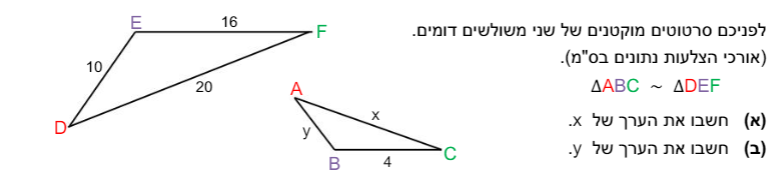 לפניכם סרטוטים מוקטנים של שני משולשים דומים.
(אורכי הצלעות נתונים בס"מ).
ΔABC ~ ΔDEF
(א) חשבו את הערך של x.
(ב) חשבו את הערך של y.
E
16
F
10
20
D
A
x
y
B
4
C